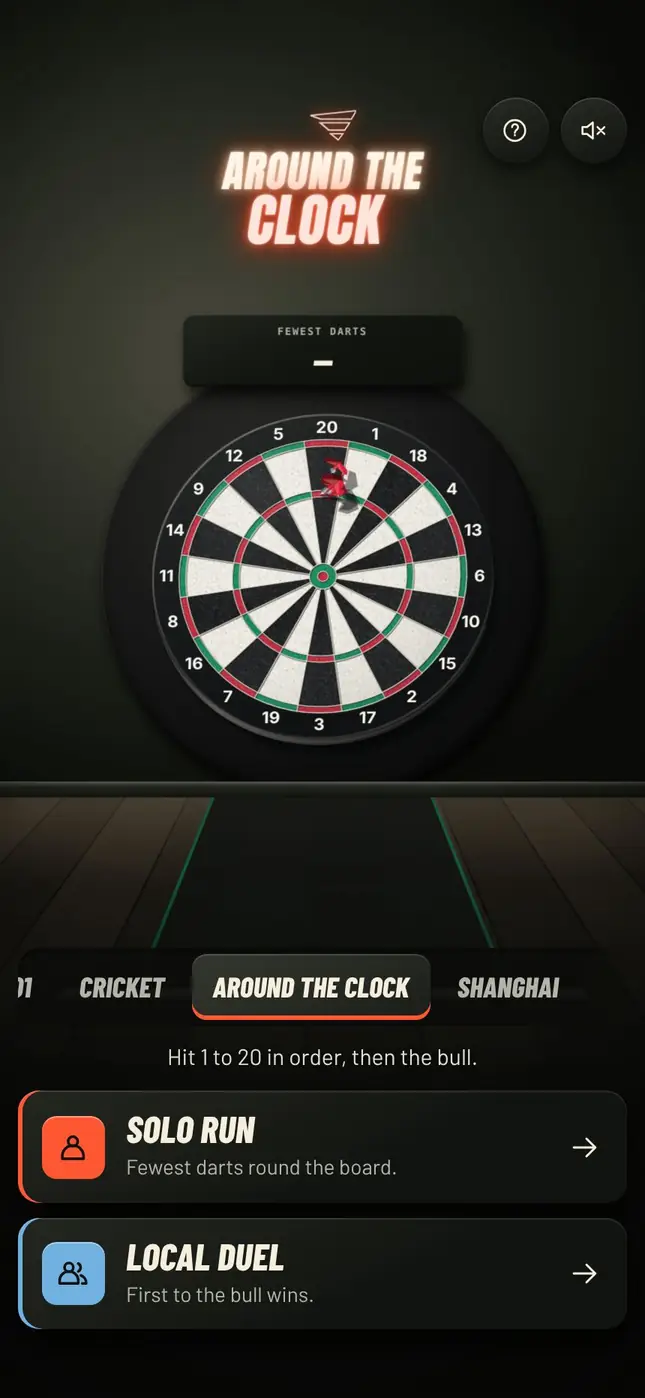 AROUND THE
CLOCK
FEWEST DARTS
–
20
5
1
12
18
9
4
14
13
11
6
8
10
16
15
7
2
19
17
3
01
CRICKET
AROUND THE CLOCK
SHANGHAI
Hit 1 to 20 in order, then the bull.
SOLO RUN
Fewest darts round the board.
LOCAL DUEL
First to the bull wins.